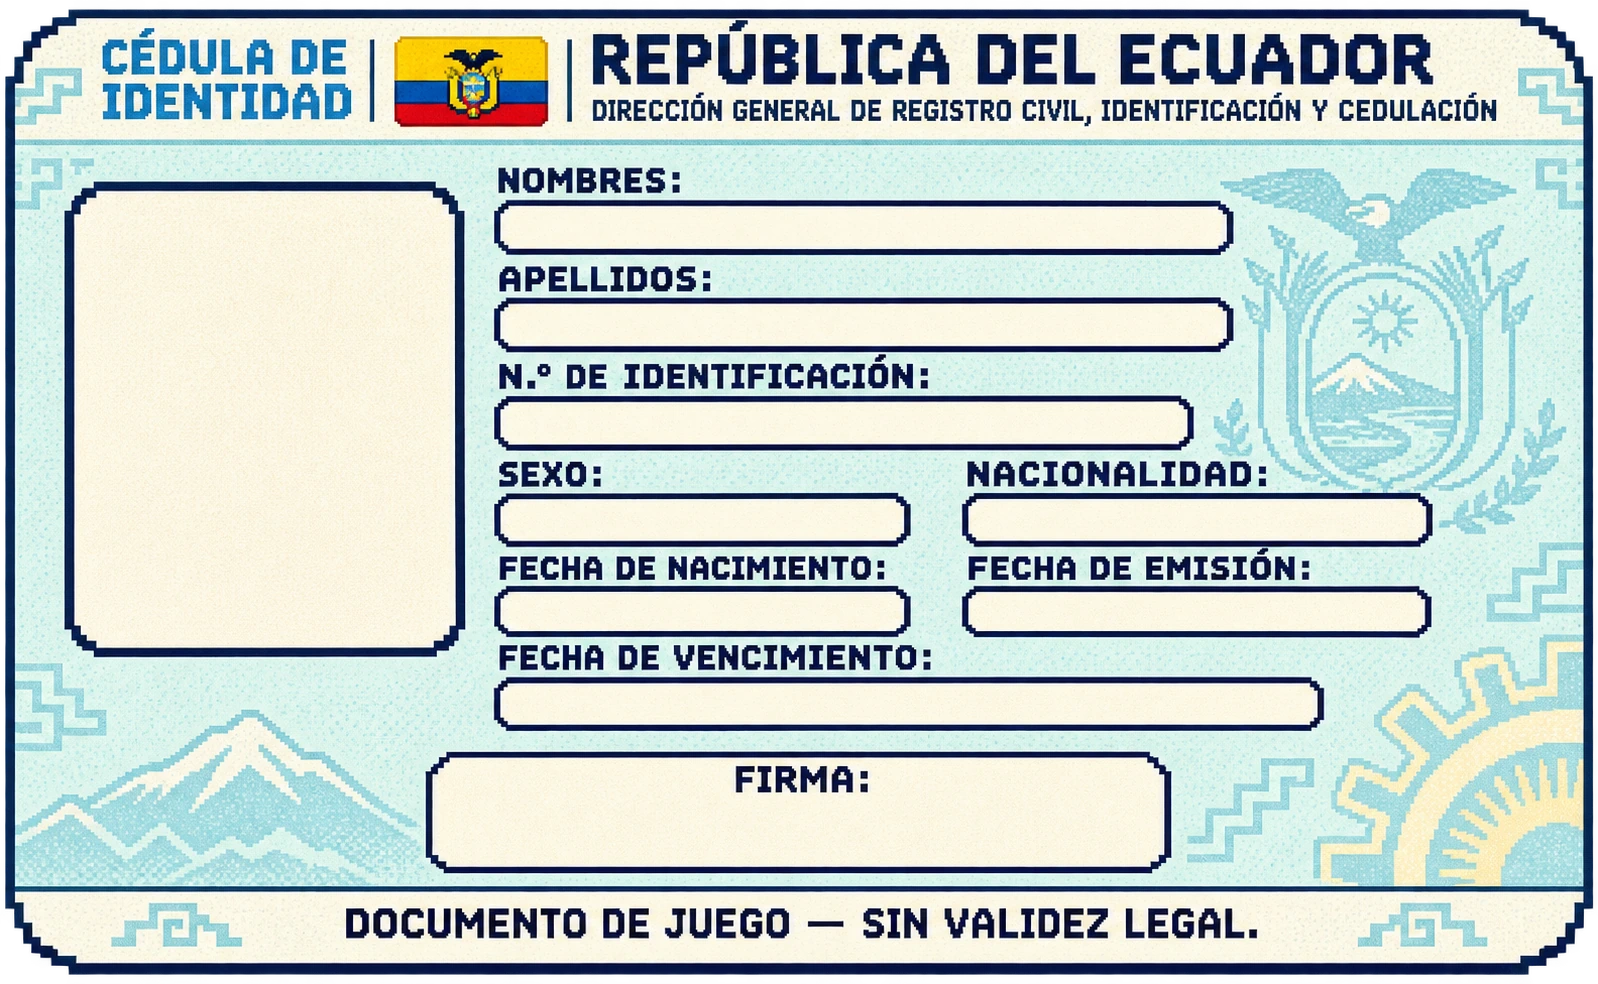 CÉDULA DE
IDENTIDAD
REPÚBLICA DEL ECUADOR
DIRECCIÓN GENERAL DE REGISTRO CIVIL, IDENTIFICACIÓN Y CEDULACIÓN
NOMBRES:
APELLIDOS:
N.º DE IDENTIFICACIÓN:
SEXO:
NACIONALIDAD:
FECHA DE NACIMIENTO:
FECHA DE EMISIÓN:
FECHA DE VENCIMIENTO:
FIRMA:
DOCUMENTO DE JUEGO — SIN VALIDEZ LEGAL.